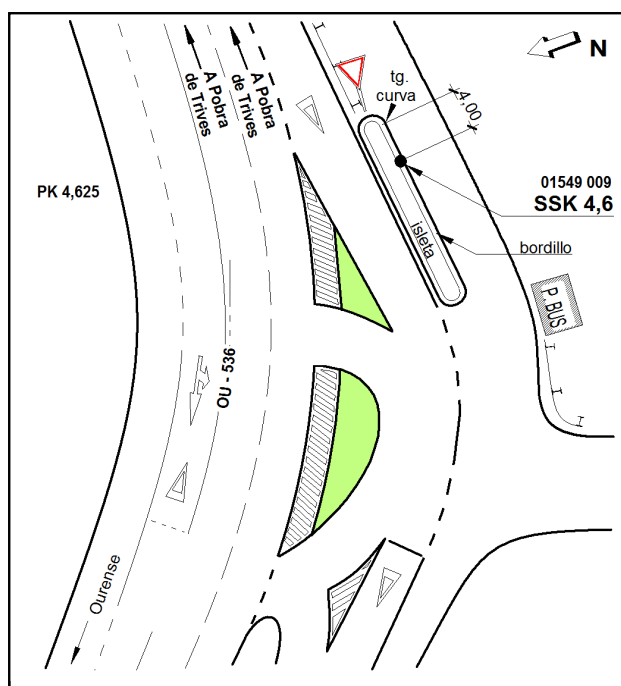 N
A Pobra
de Trives
A Pobra
de Trives
tg.
curva
4,00
PK 4,625
01549 009
SSK 4,6
isleta
bordillo
P. BUS
OU - 536
Ourense